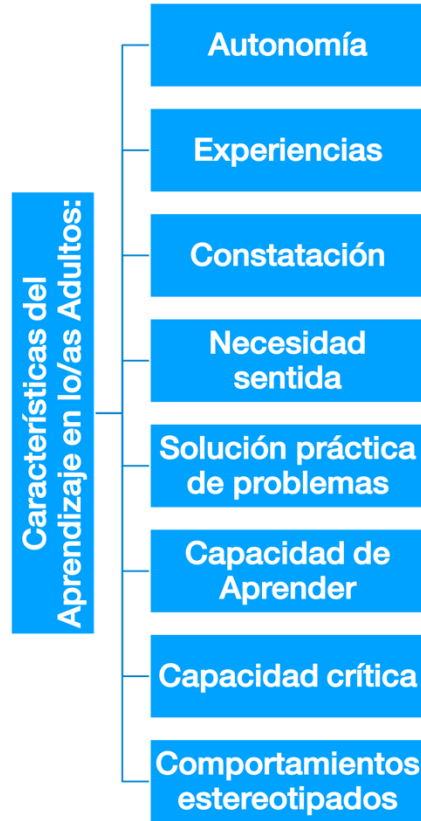 Características del
Aprendizaje en lo/as Adultos:
Autonomía
Experiencias
Constatación
Necesidad
sentida
Solución práctica
de problemas
Capacidad de
Aprender
Capacidad crítica
Comportamientos
estereotipados